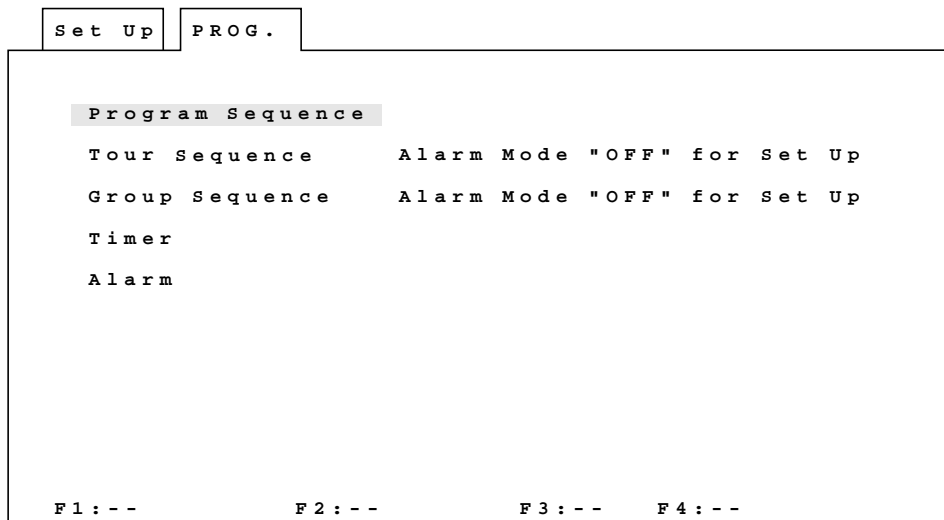 Set Up PROG.
Program Sequence
Tour Sequence Alarm Mode "OFF" for Set Up
Group Sequence Alarm Mode "OFF" for Set Up
Timer
Alarm
F1:-- F2:-- F3:-- F4:--